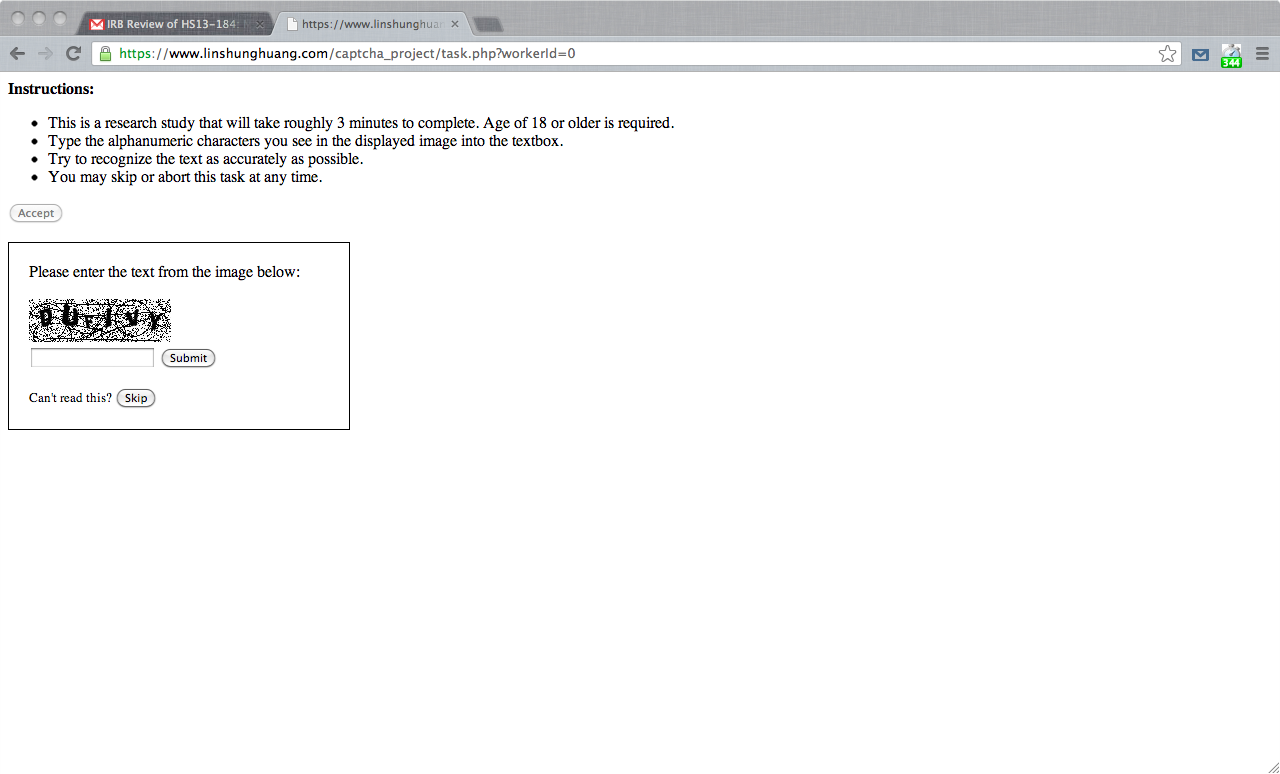 IRB Review of HS13-184:
https://www.linshunghuan
https://www.linshunghuang.com/captcha_project/task.php?workerId=0
344
Instructions:
This is a research study that will take roughly 3 minutes to complete. Age of 18 or older is required.
Type the alphanumeric characters you see in the displayed image into the textbox.
Try to recognize the text as accurately as possible.
You may skip or abort this task at any time.
Accept
Please enter the text from the image below:
Submit
Can't read this? Skip